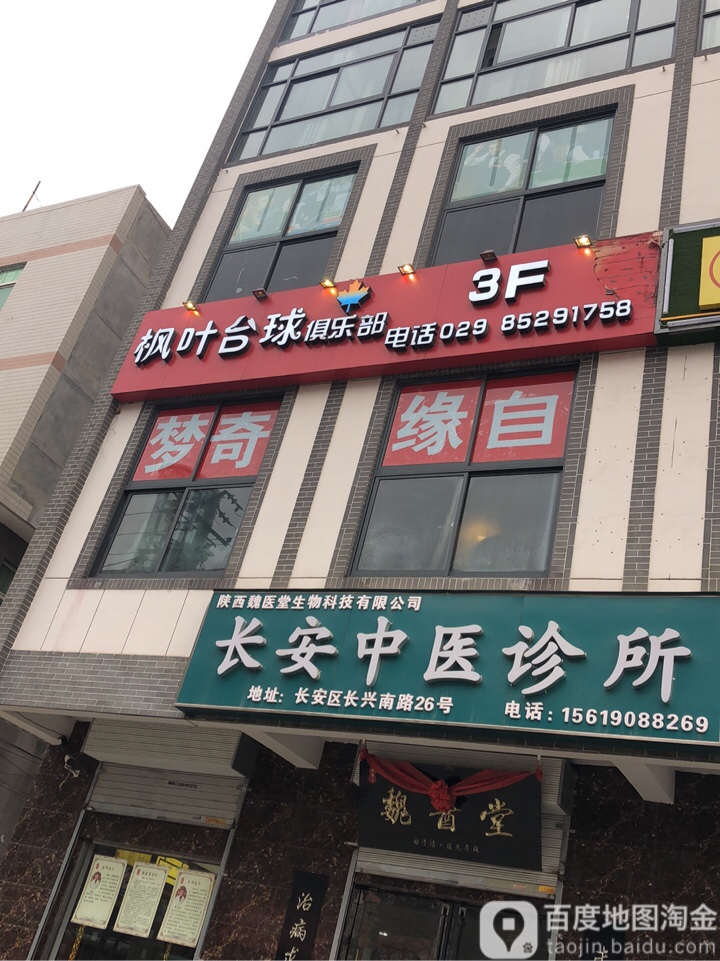 3F
枫叶台球俱乐部 电话029 85291758
梦奇 缘自
陕西魏医堂生物科技有限公司
长安中医诊所
地址：长安区长兴南路26号 电话：15619088269
治病
百度地图淘金
taojin.baidu.com